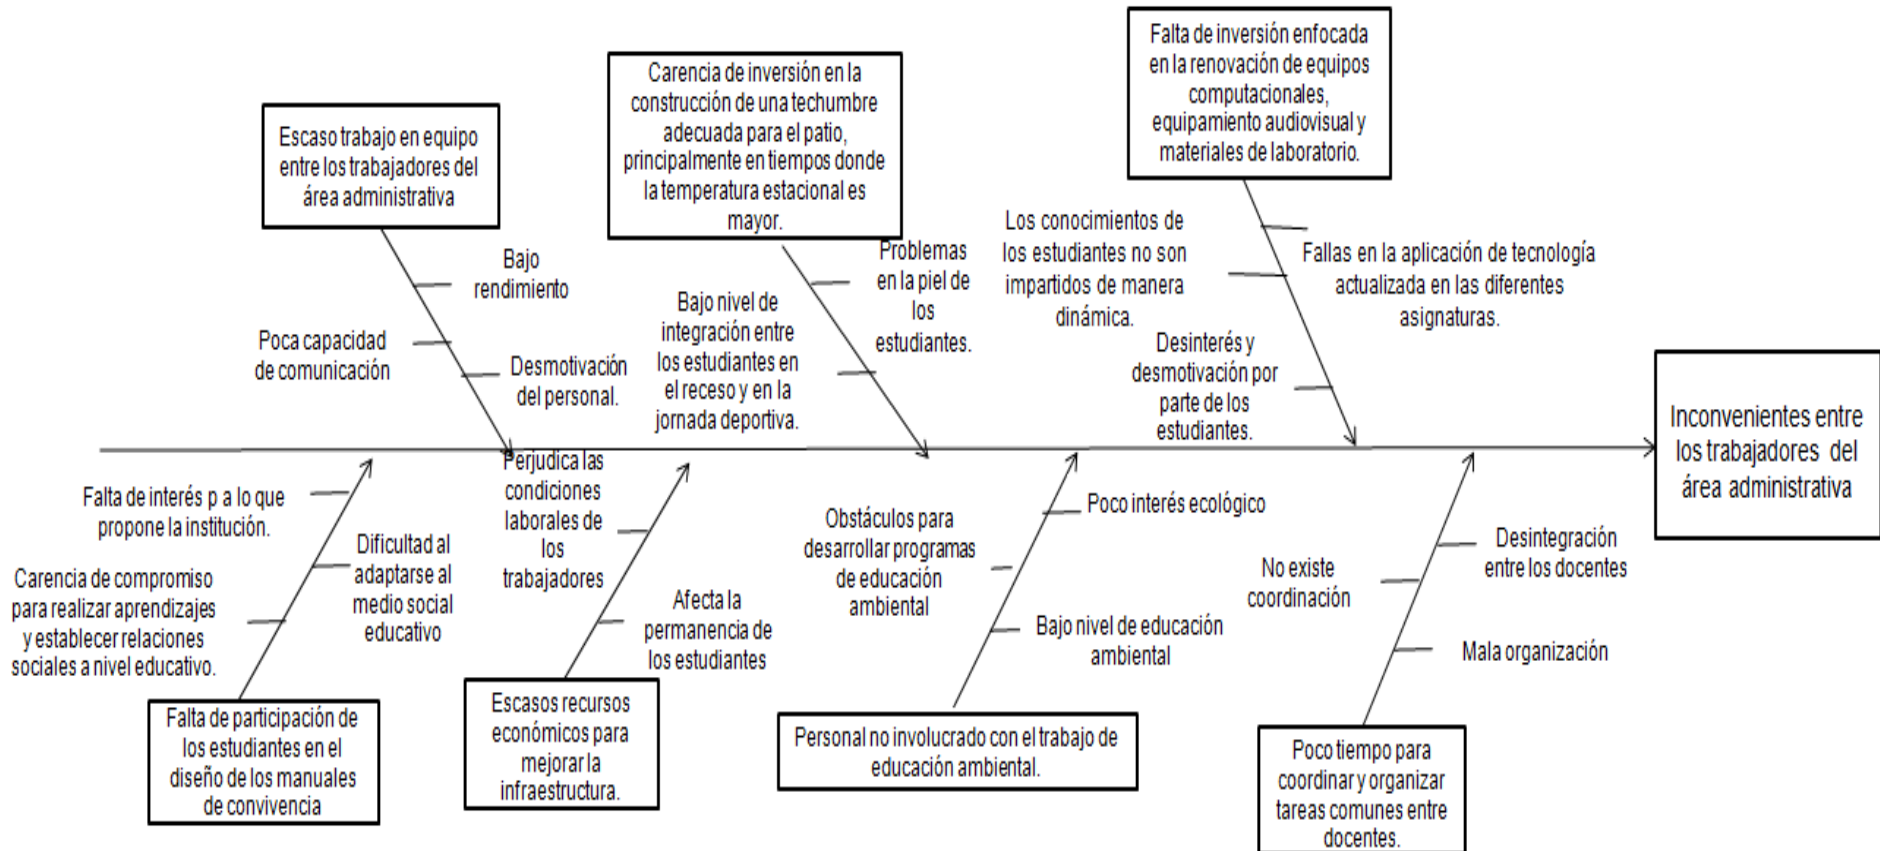 Escaso trabajo en equipo
entre los trabajadores del
área administrativa
Bajo
rendimiento
Poca capacidad
de comunicación
Desmotivación
del personal.
Carencia de inversión en la
construcción de una techumbre
adecuada para el patio,
principalmente en tiempos donde
la temperatura estacional es
mayor.
Problemas
en la piel de
los
estudiantes.
Bajo nivel de
integración entre
los estudiantes en
el receso y en la
jornada deportiva.
Falta de inversión enfocada
en la renovación de equipos
computacionales,
equipamiento audiovisual y
materiales de laboratorio.
Los conocimientos de
los estudiantes no son
impartidos de manera
dinámica.
Fallas en la aplicación de tecnología
actualizada en las diferentes
asignaturas.
Desinterés y
desmotivación por
parte de los
estudiantes.
Inconvenientes entre
los trabajadores del
área administrativa
Falta de interés p a lo que
propone la institución.
Dificultad al
adaptarse al
medio social
educativo
Carencia de compromiso
para realizar aprendizajes
y establecer relaciones
sociales a nivel educativo.
Falta de participación de
los estudiantes en el
diseño de los manuales
de convivencia
Perjudica las
condiciones
laborales de
los
trabajadores
Afecta la
permanencia de
los estudiantes
Escasos recursos
económicos para
mejorar la
infraestructura.
Poco interés ecológico
Obstáculos para
desarrollar programas
de educación
ambiental
Bajo nivel de educación
ambiental
Personal no involucrado con el trabajo de
educación ambiental.
Desintegración
entre los docentes
No existe
coordinación
Mala organización
Poco tiempo para
coordinar y organizar
tareas comunes entre
docentes.